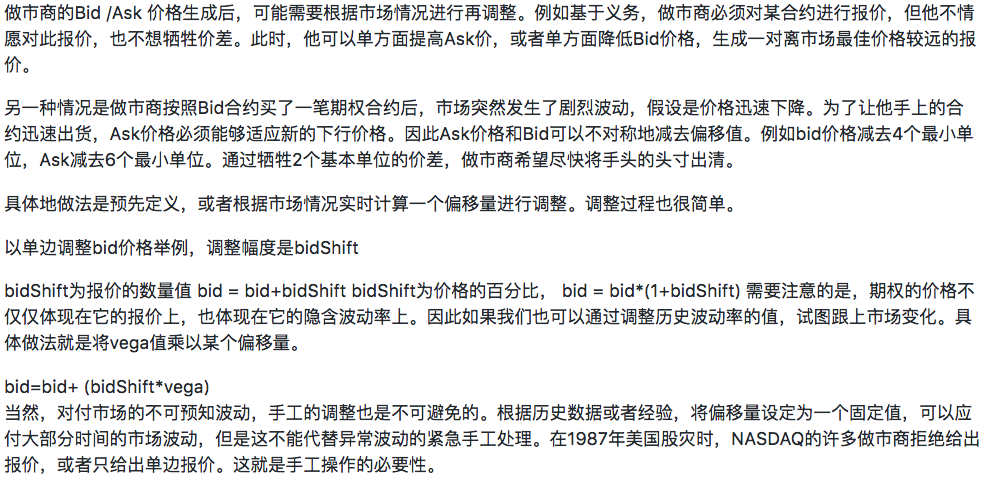 做市商的Bid /Ask 价格生成后，可能需要根据市场情况进行再调整。例如基于义务，做市商必须对某合约进行报价，但他不情
愿对此报价，也不想牺牲价差。此时，他可以单方面提高Ask价，或者单方面降低Bid价格，生成一对离市场最佳价格较远的报
价。
另一种情况是做市商按照Bid合约买了一笔期权合约后，市场突然发生了剧烈波动，假设是价格迅速下降。为了让他手上的合
约迅速出货，Ask价格必须能够适应新的下行价格。因此Ask价格和Bid可以不对称地减去偏移值。例如bid价格减去4个最小单
位，Ask减去6个最小单位。通过牺牲2个基本单位的价差，做市商希望尽快将手头的头寸出清。
具体地做法是预先定义，或者根据市场情况实时计算一个偏移量进行调整。调整过程也很简单。
以单边调整bid价格举例，调整幅度是bidShift
bidShift为报价的数量值 bid = bid+bidShift bidShift为价格的百分比， bid = bid*(1+bidShift) 需要注意的是，期权的价格不
仅仅体现在它的报价上，也体现在它的隐含波动率上。因此如果我们也可以通过调整历史波动率的值，试图跟上市场变化。具
体做法就是将vega值乘以某个偏移量。
bid=bid+ (bidShift*vega)
当然，对付市场的不可预知波动，手工的调整也是不可避免的。根据历史数据或者经验，将偏移量设定为一个固定值，可以应
付大部分时间的市场波动，但是这不能代替异常波动的紧急手工处理。在1987年美国股灾时，NASDAQ的许多做市商拒绝给出
报价，或者只给出单边报价。这就是手工操作的必要性。